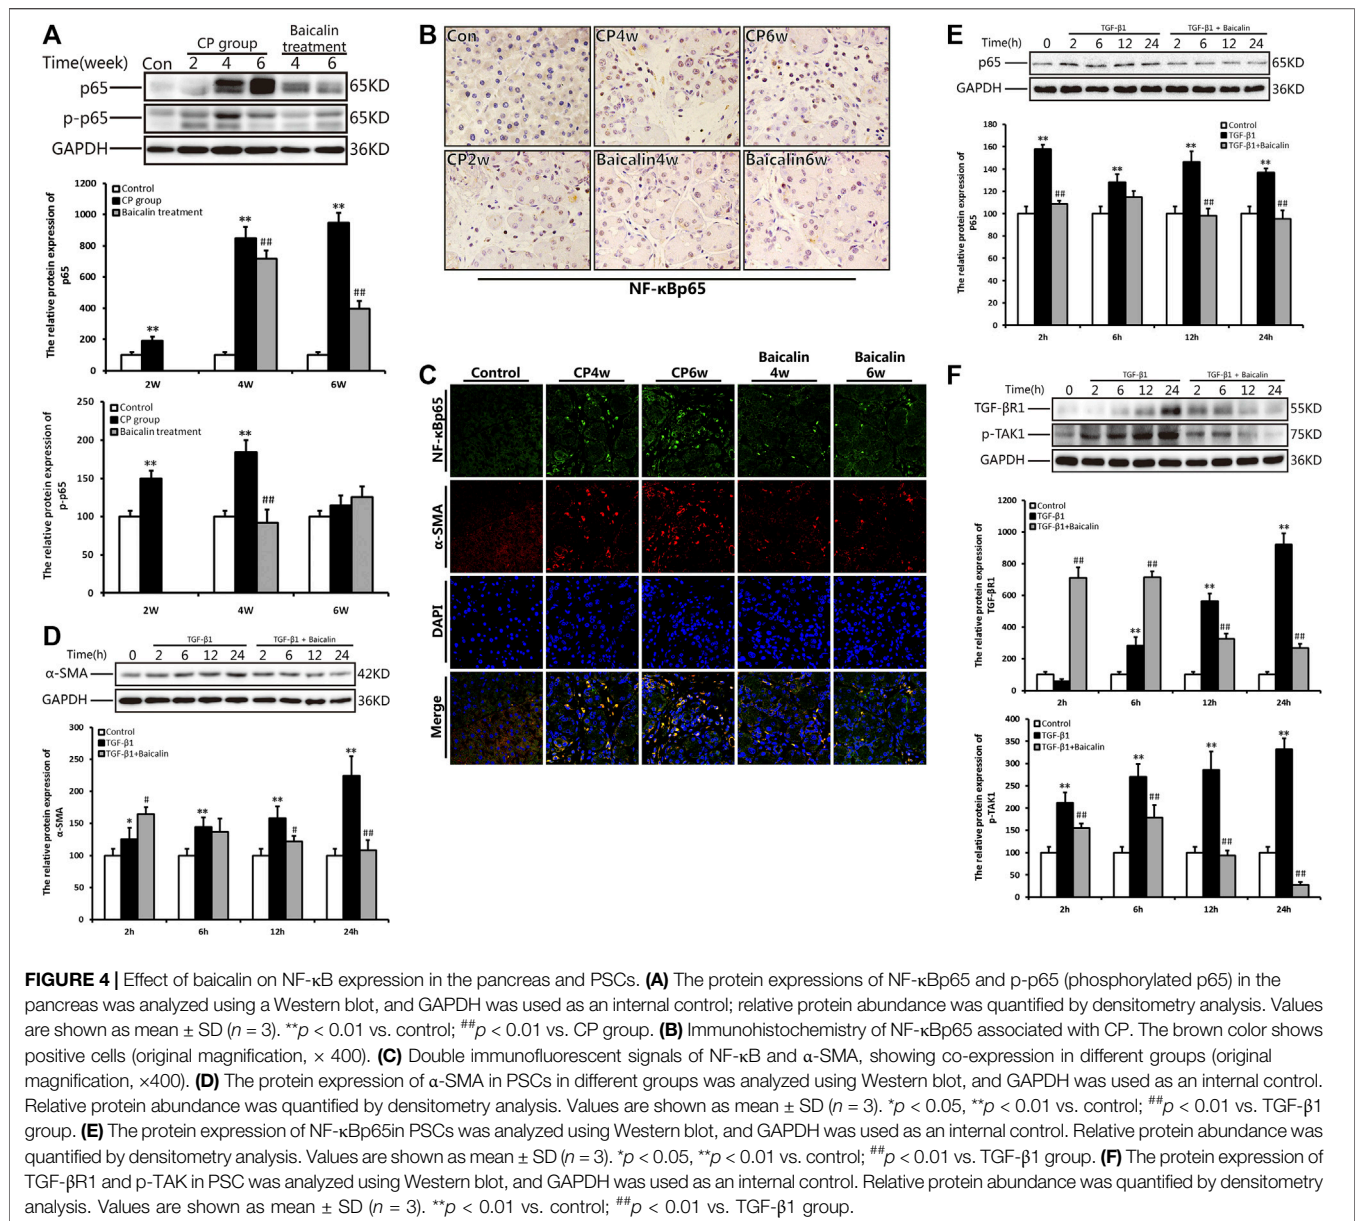 A
CP group
Baicalin
treatment
Time(week) Con 2 4 6 4 6
p65 65KD
p-p65 65KD
GAPDH 36KD
The relative protein expression of
p65
1200
1000
800
600
400
200
0
Control
CP group
Baicalin treatment
** ** ## ** ##
2W 4W 6W
The relative protein expression of
p-p65
250
200
150
100
50
0
Control
CP group
Baicalin treatment
** ** ##
2W 4W 6W
B
Con CP4w CP6w
CP2w Baicalin4w Baicalin6w
NF-κBp65
C
Control CP4w CP6w Baicalin 4w Baicalin 6w
NF-κBp65
α-SMA
DAPI
Merge
D
TGF-β1 TGF-β1 + Baicalin
Time(h) 0 2 6 12 24 2 6 12 24
α-SMA 42KD
GAPDH 36KD
The relative protein expression of
α-SMA
300
250
200
150
100
50
0
Control
TGF-β1
TGF-β1+Baicalin
* # ** ** # ** ##
2h 6h 12h 24h
E
TGF-β1 TGF-β1 + Baicalin
Time(h) 0 2 6 12 24 2 6 12 24
p65 65KD
GAPDH 36KD
The relative protein expression of
P65
160
180
140
120
100
80
60
40
20
0
Control
TGF-β1
TGF-β1+Baicalin
** ## ** ** ## ** ##
2h 6h 12h 24h
F
TGF-β1 TGF-β1 + Baicalin
Time(h) 0 2 6 12 24 2 6 12 24
TGF-βR1 55KD
p-TAK1 75KD
GAPDH 36KD
The relative protein expression of
TGF-βR1
1200
1000
800
600
400
200
0
Control
TGF-β1
TGF-β1+Baicalin
## ** ## ** ## ** ##
2h 6h 12h 24h
The relative protein expression of
p-TAK1
400
350
300
250
200
150
100
50
0
Control
TGF-β1
TGF-β1+Baicalin
** ## ** ## ** ## ** ##
2h 6h 12h 24h
FIGURE 4 | Effect of baicalin on NF-κB expression in the pancreas and PSCs. (A) The protein expressions of NF-κBp65 and p-p65 (phosphorylated p65) in the
pancreas was analyzed using a Western blot, and GAPDH was used as an internal control; relative protein abundance was quantified by densitometry analysis. Values
are shown as mean ± SD (n = 3). **p < 0.01 vs. control; ##p < 0.01 vs. CP group. (B) Immunohistochemistry of NF-κBp65 associated with CP. The brown color shows
positive cells (original magnification, × 400). (C) Double immunofluorescent signals of NF-κB and α-SMA, showing co-expression in different groups (original
magnification, ×400). (D) The protein expression of α-SMA in PSCs in different groups was analyzed using Western blot, and GAPDH was used as an internal control.
Relative protein abundance was quantified by densitometry analysis. Values are shown as mean ± SD (n = 3). *p < 0.05, **p < 0.01 vs. control; ##p < 0.01 vs. TGF-β1
group. (E) The protein expression of NF-κBp65in PSCs was analyzed using Western blot, and GAPDH was used as an internal control. Relative protein abundance was
quantified by densitometry analysis. Values are shown as mean ± SD (n = 3). *p < 0.05, **p < 0.01 vs. control; ##p < 0.01 vs. TGF-β1 group. (F) The protein expression of
TGF-βR1 and p-TAK in PSC was analyzed using Western blot, and GAPDH was used as an internal control. Relative protein abundance was quantified by densitometry
analysis. Values are shown as mean ± SD (n = 3). **p < 0.01 vs. control; ##p < 0.01 vs. TGF-β1 group.